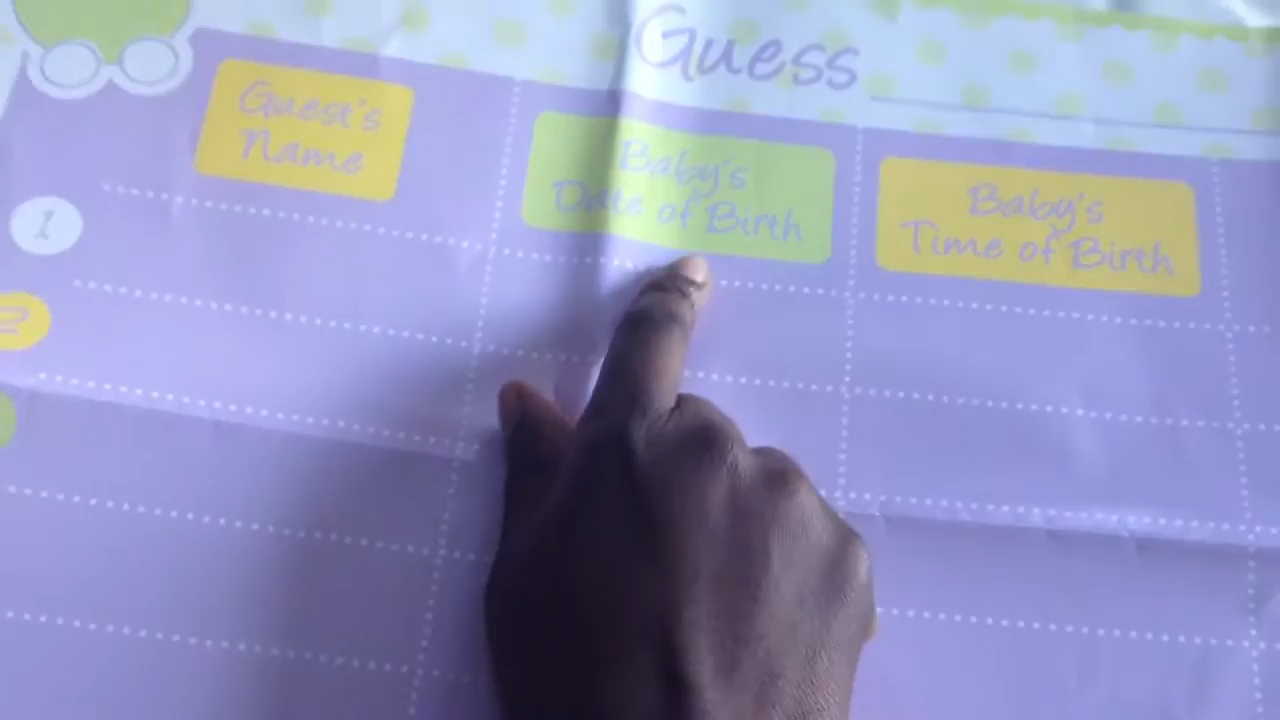 Guess
Guest's
Name
Baby's
Date of Birth
Baby's
Time of Birth
1